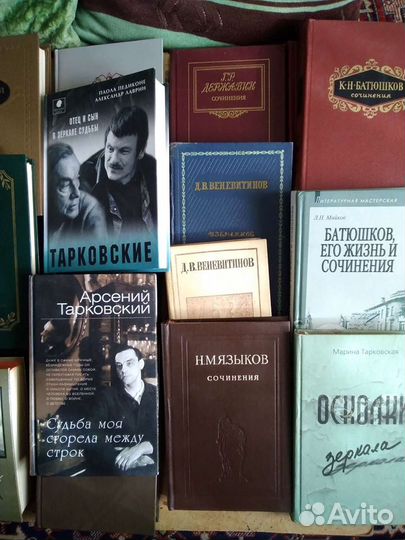 Г.Р.
ДЕРЖАВИН
СОЧИНЕНИЯ
К·Н·БАТЮШКОВ
сочинения
ПАОЛА ПЕДИКОНЕ
АЛЕКСАНДР ЛАВРИН
ОТЕЦ И СЫН
В ЗЕРКАЛЕ СУДЬБЫ
ТАРКОВСКИЕ
Д.В.ВЕНЕВИТИНОВ
Д.В.ВЕНЕВИТИНОВ
ЛИТЕРАТУРНАЯ МАСТЕРСКАЯ
Л.Н. Майков
БАТЮШКОВ,
ЕГО ЖИЗНЬ И
СОЧИНЕНИЯ
Арсений
Тарковский
Судьба моя
сгорела между
строк
Н.М.ЯЗЫКОВ
СОЧИНЕНИЯ
Марина Тарковская
ОСКОЛКИ
зеркала
Avito